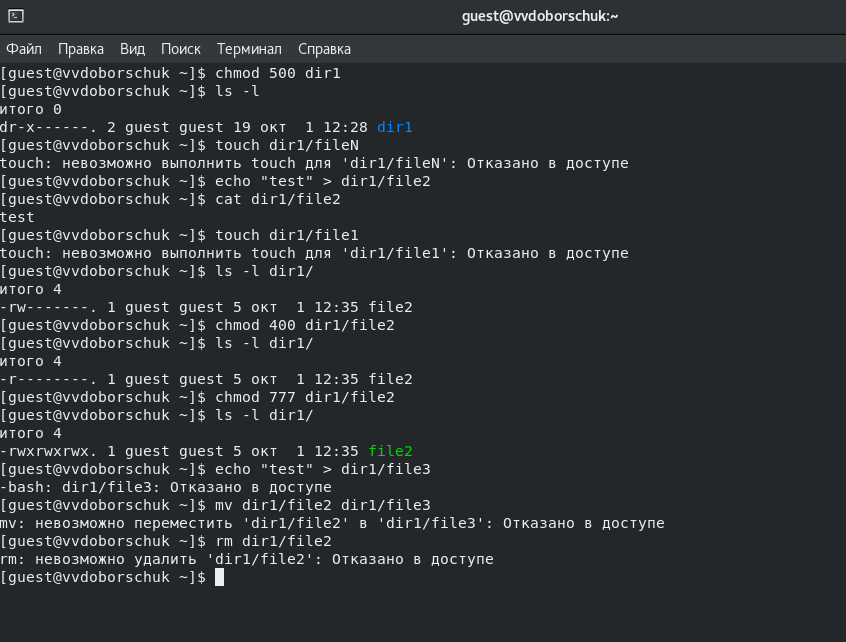 guest@vvdoborschuk:~
Файл Правка Вид Поиск Терминал Справка
[guest@vvdoborschuk ~]$ chmod 500 dir1
[guest@vvdoborschuk ~]$ ls -l
итого 0
dr-x------. 2 guest guest 19 окт  1 12:28 dir1
[guest@vvdoborschuk ~]$ touch dir1/fileN
touch: невозможно выполнить touch для 'dir1/fileN': Отказано в доступе
[guest@vvdoborschuk ~]$ echo "test" > dir1/file2
[guest@vvdoborschuk ~]$ cat dir1/file2
test
[guest@vvdoborschuk ~]$ touch dir1/file1
touch: невозможно выполнить touch для 'dir1/file1': Отказано в доступе
[guest@vvdoborschuk ~]$ ls -l dir1/
итого 4
-rw-------. 1 guest guest 5 окт  1 12:35 file2
[guest@vvdoborschuk ~]$ chmod 400 dir1/file2
[guest@vvdoborschuk ~]$ ls -l dir1/
итого 4
-r--------. 1 guest guest 5 окт  1 12:35 file2
[guest@vvdoborschuk ~]$ chmod 777 dir1/file2
[guest@vvdoborschuk ~]$ ls -l dir1/
итого 4
-rwxrwxrwx. 1 guest guest 5 окт  1 12:35 file2
[guest@vvdoborschuk ~]$ echo "test" > dir1/file3
-bash: dir1/file3: Отказано в доступе
[guest@vvdoborschuk ~]$ mv dir1/file2 dir1/file3
mv: невозможно переместить 'dir1/file2' в 'dir1/file3': Отказано в доступе
[guest@vvdoborschuk ~]$ rm dir1/file2
rm: невозможно удалить 'dir1/file2': Отказано в доступе
[guest@vvdoborschuk ~]$